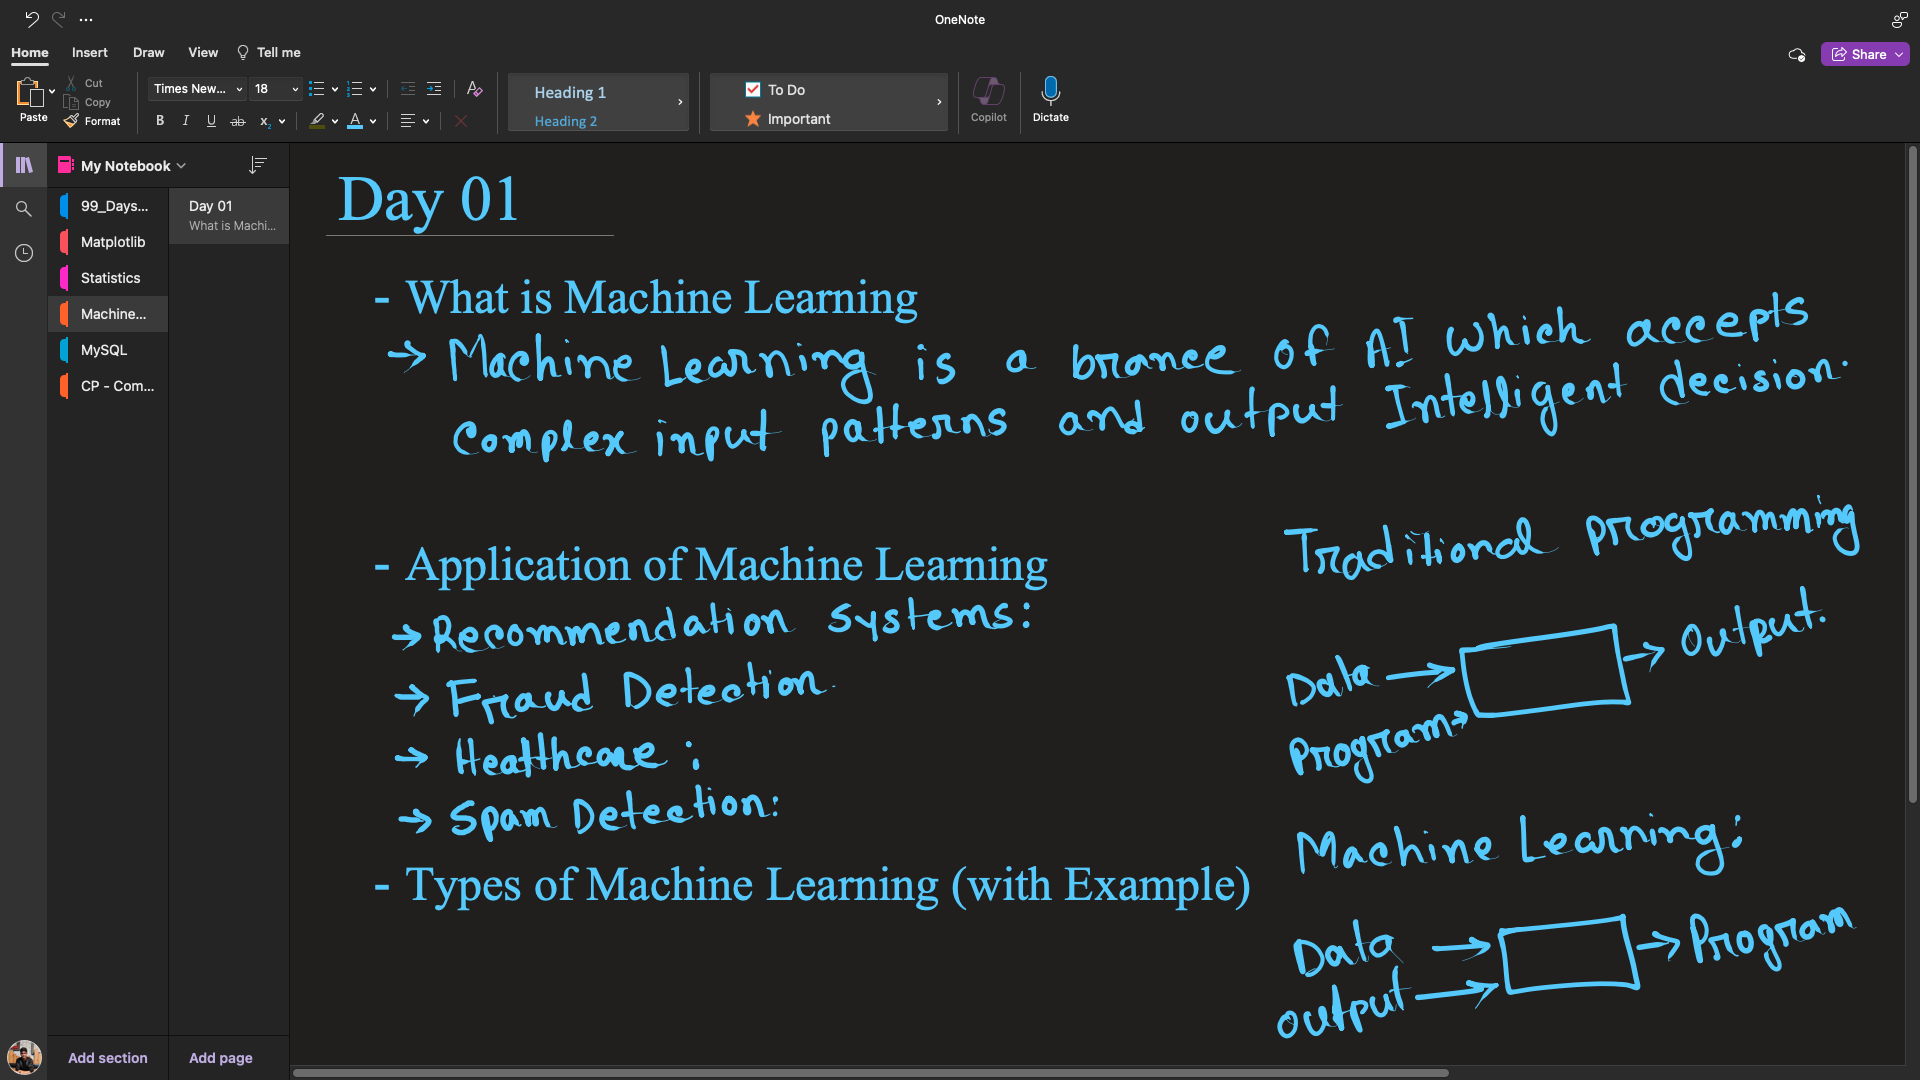 OneNote
Home Insert Draw View Tell me
Share
Paste
Cut
Copy
Format
Times New... 18
B I U ab x₂ A
Heading 1
Heading 2
To Do
Important
Copilot
Dictate
My Notebook
99_Days...
Matplotlib
Statistics
Machine...
MySQL
CP - Com...
Day 01
What is Machi...
Add section
Add page
Day 01
- What is Machine Learning
→ Machine Learning is a brance of AI which accepts
complex input patterns and output Intelligent decision.
- Application of Machine Learning
→ Recommendation Systems:
→ Fraud Detection.
→ Healthcare :
→ Spam Detection:
- Types of Machine Learning (with Example)
Traditional programming
Data → → Output.
Program →
Machine Learning:
Data → → Program
output →